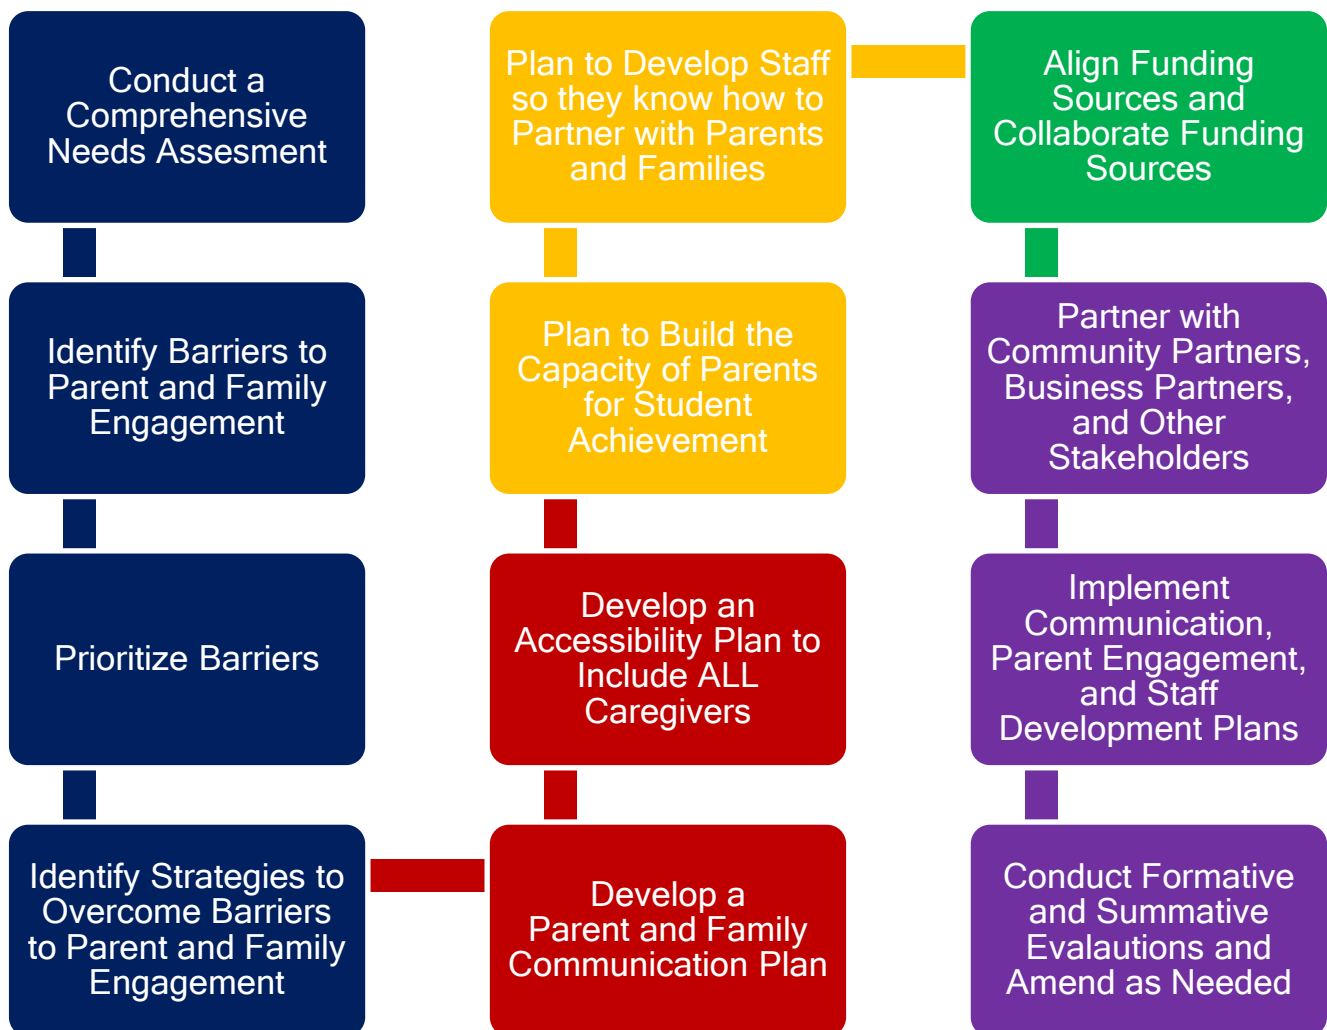 Conduct a
Comprehensive
Needs Assesment
Identify Barriers to
Parent and Family
Engagement
Prioritize Barriers
Identify Strategies to
Overcome Barriers
to Parent and Family
Engagement
Develop a
Parent and Family
Communication Plan
Develop an
Accessibility Plan to
Include ALL
Caregivers
Plan to Build the
Capacity of Parents
for Student
Achievement
Plan to Develop Staff
so they know how to
Partner with Parents
and Families
Align Funding
Sources and
Collaborate Funding
Sources
Partner with
Community Partners,
Business Partners,
and Other
Stakeholders
Implement
Communication,
Parent Engagement,
and Staff
Development Plans
Conduct Formative
and Summative
Evalautions and
Amend as Needed